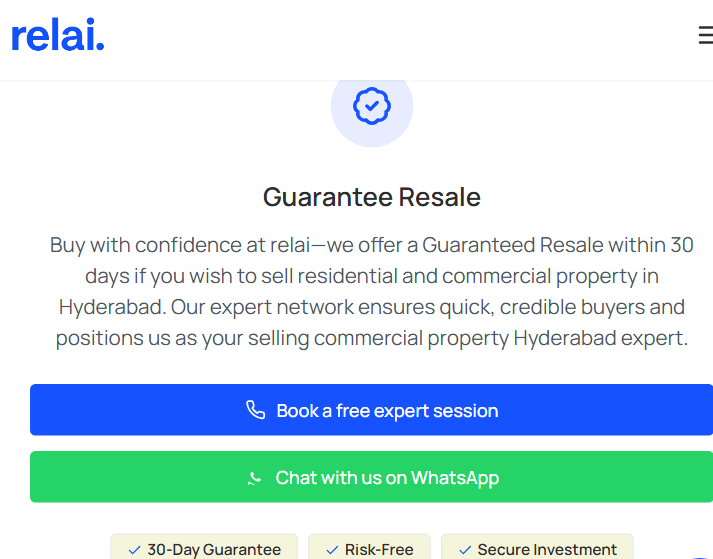 relai.
Guarantee Resale
Buy with confidence at relai—we offer a Guaranteed Resale within 30
days if you wish to sell residential and commercial property in
Hyderabad. Our expert network ensures quick, credible buyers and
positions us as your selling commercial property Hyderabad expert.
Book a free expert session
Chat with us on WhatsApp
30-Day Guarantee Risk-Free Secure Investment